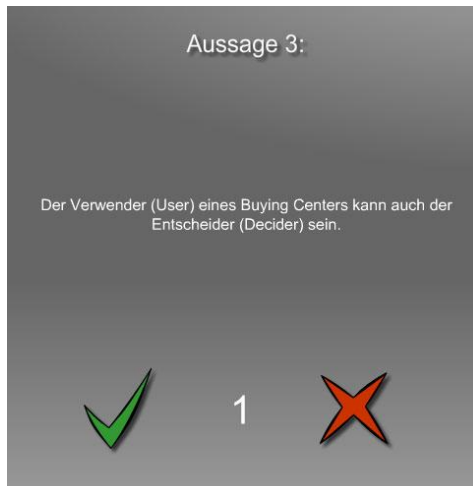 Aussage 3:
Der Verwender (User) eines Buying Centers kann auch der
Entscheider (Decider) sein.
1